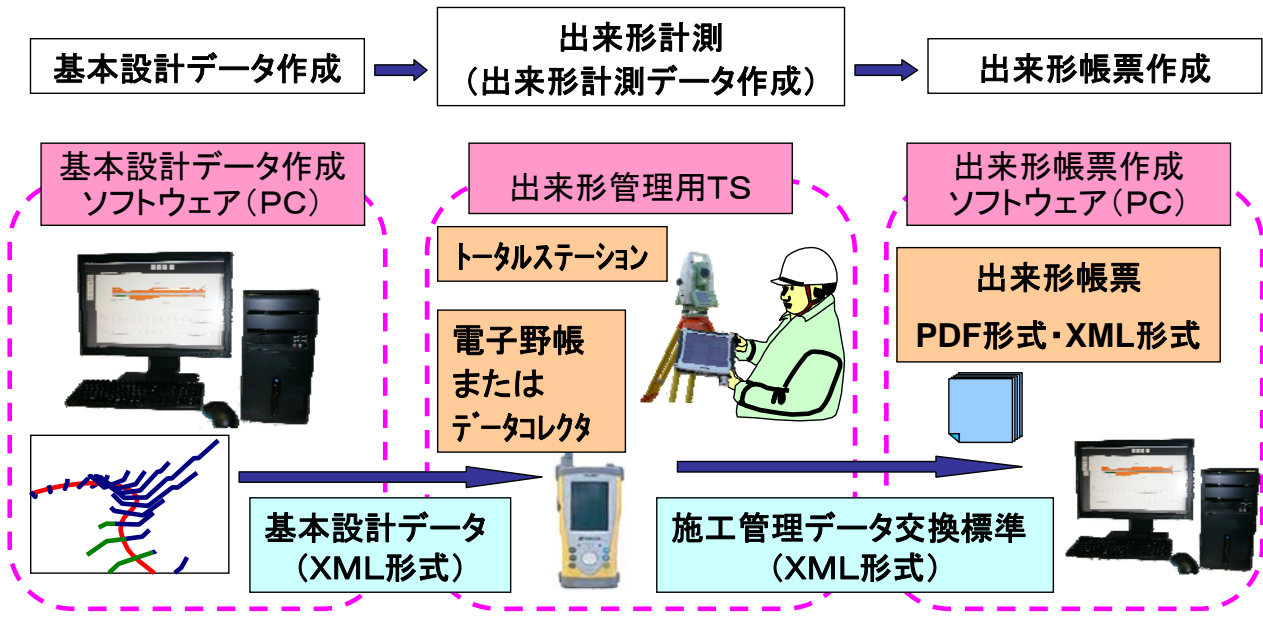 基本設計データ作成
出来形計測
（出来形計測データ作成）
出来形帳票作成
基本設計データ作成
ソフトウェア（PC）
出来形管理用TS
出来形帳票作成
ソフトウェア（PC）
トータルステーション
電子野帳
または
データコレクタ
出来形帳票
PDF形式・XML形式
基本設計データ
（XML形式）
施工管理データ交換標準
（XML形式）